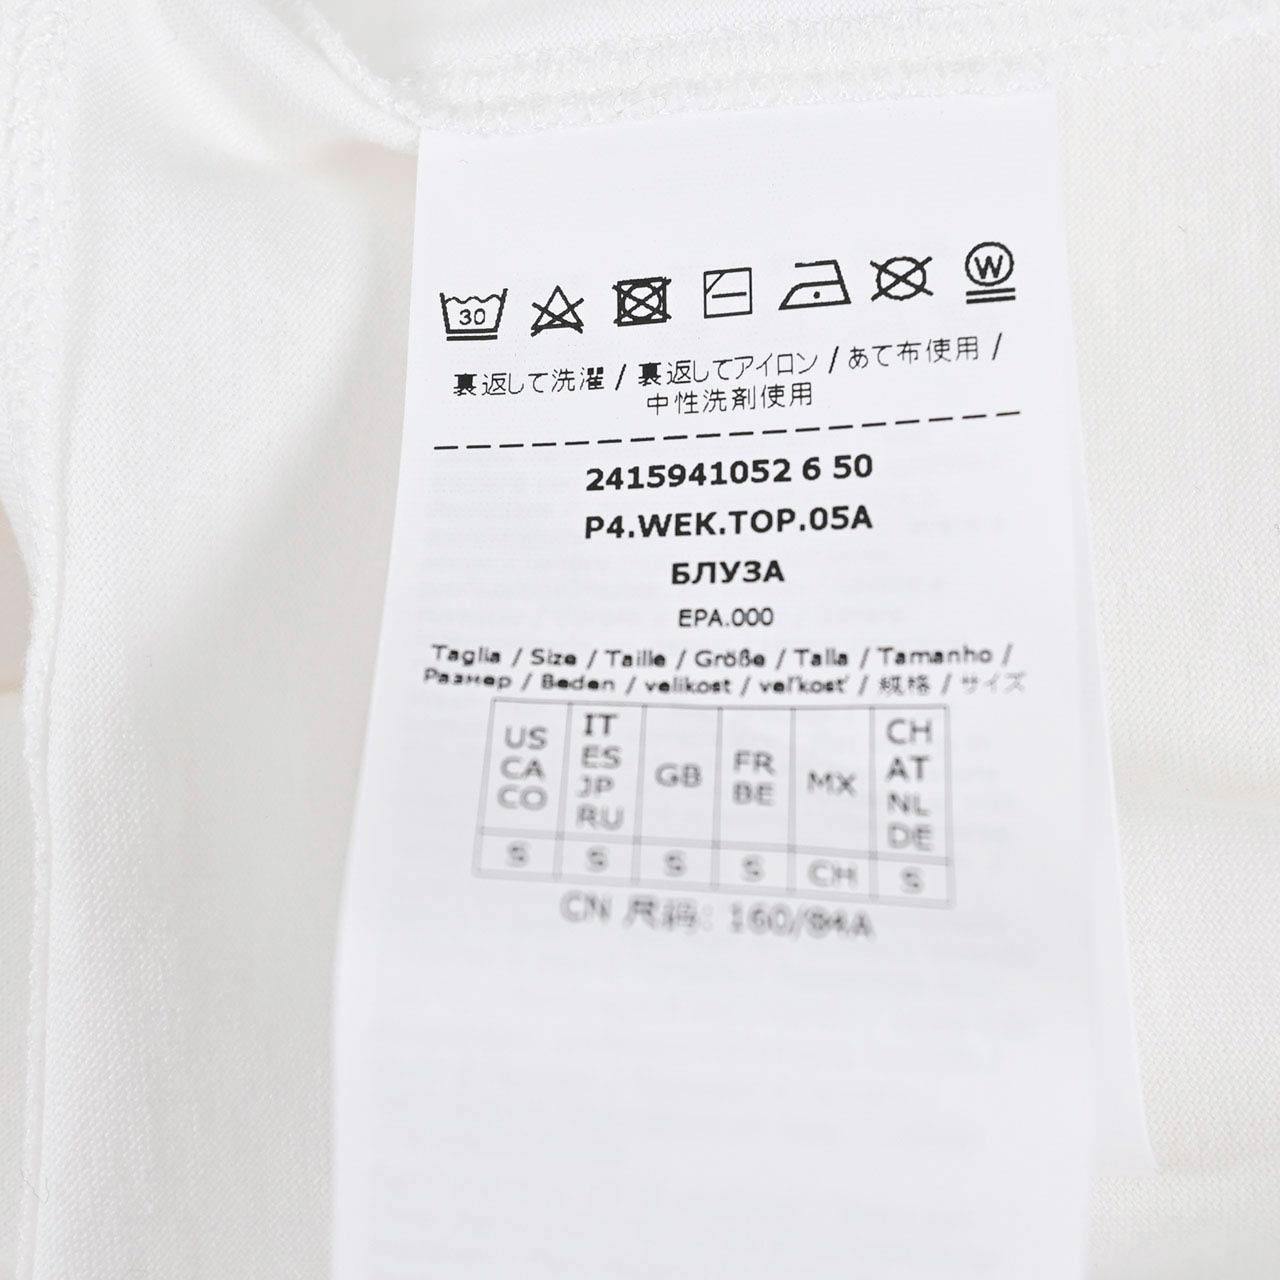 30
W
裏返して洗濯 / 裏返してアイロン / あて布使用 /
中性洗剤使用
2415941052 6 50
P4.WEK.TOP.05A
БЛУЗА
EPA.000
Taglia / Size / Taille / Größe / Talla / Tamanho /
Размер / Beden / velikost / veľkosť / 规格 / サイズ
US CA CO IT ES JP RU GB FR BE MX CH AT NL DE
S S S S CH S
CN 尺码: 160/84A